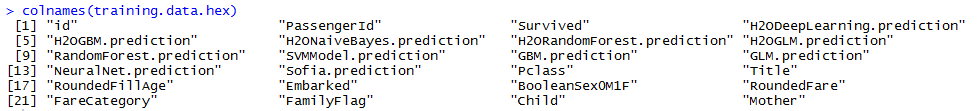 > colnames(training.data.hex)
[1] "id" "PassengerId" "Survived" "H2ODeepLearning.prediction"
[5] "H2OGBM.prediction" "H2ONaiveBayes.prediction" "H2ORandomForest.prediction" "H2OGLM.prediction"
[9] "RandomForest.prediction" "SVMModel.prediction" "GBM.prediction" "GLM.prediction"
[13] "NeuralNet.prediction" "Sofia.prediction" "Pclass" "Title"
[17] "RoundedFillAge" "Embarked" "BooleanSex0M1F" "RoundedFare"
[21] "FareCategory" "FamilyFlag" "Child" "Mother"